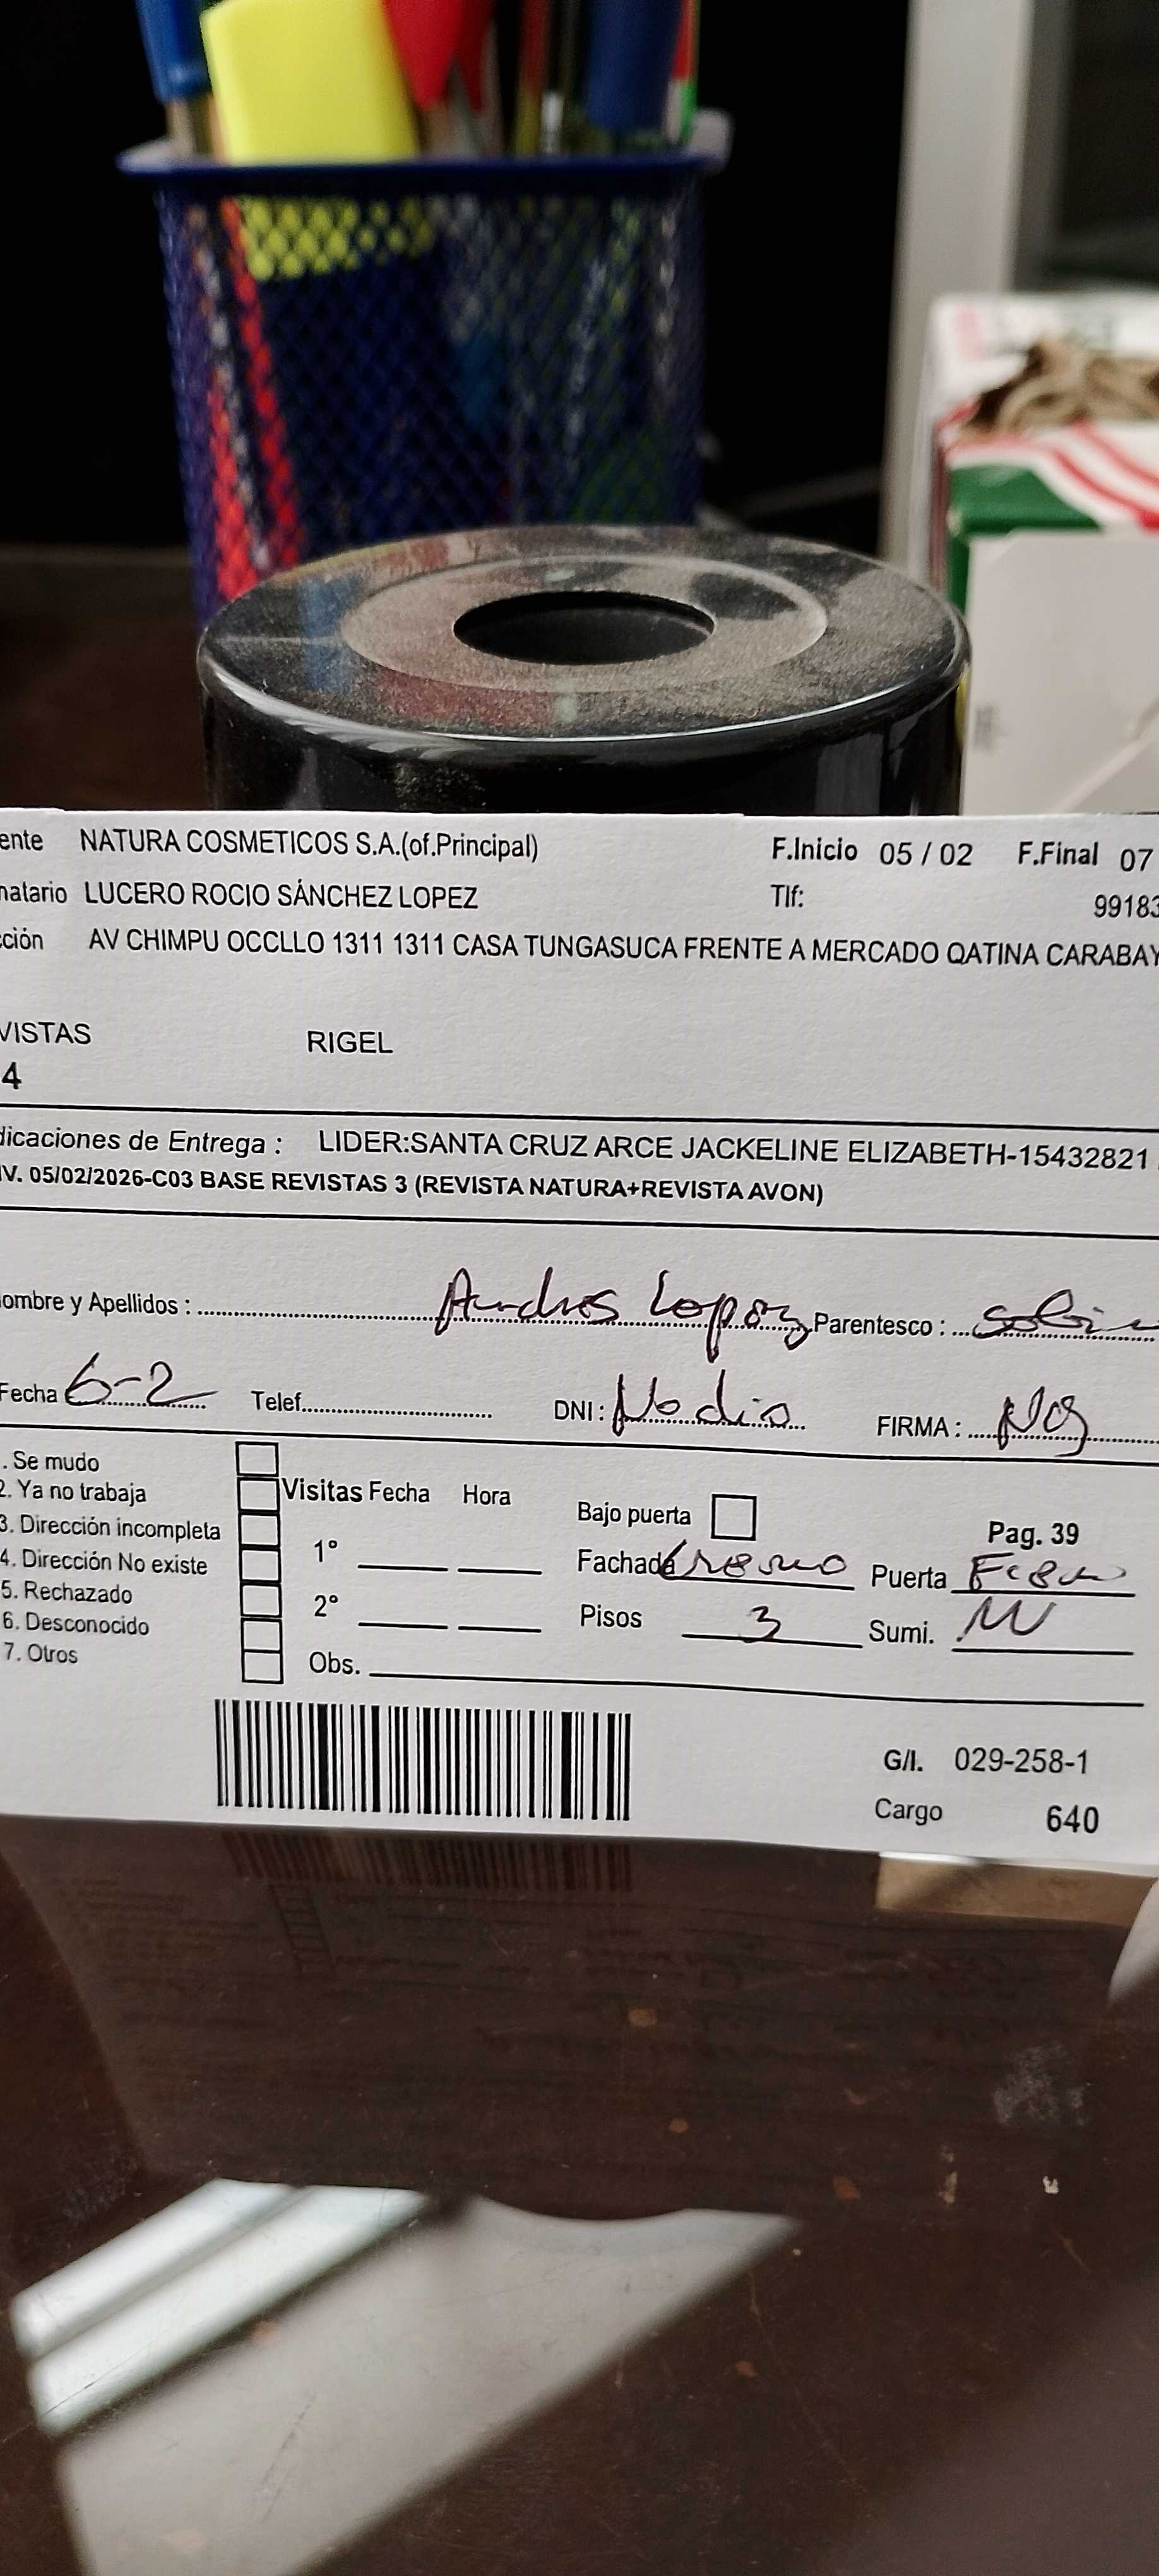 ente NATURA COSMETICOS S.A.(of.Principal) F.Inicio 05 / 02 F.Final 07
natario LUCERO ROCIO SÁNCHEZ LOPEZ Tlf: 99183
cción AV CHIMPU OCCLLO 1311 1311 CASA TUNGASUCA FRENTE A MERCADO QATINA CARABAY
VISTAS RIGEL
4
dicaciones de Entrega : LIDER:SANTA CRUZ ARCE JACKELINE ELIZABETH-15432821
IV. 05/02/2026-C03 BASE REVISTAS 3 (REVISTA NATURA+REVISTA AVON)
ombre y Apellidos : Andres Lopez Parentesco : sobrin
Fecha 6-2 Telef. DNI : No dio FIRMA :
. Se mudo
2. Ya no trabaja Visitas Fecha Hora Bajo puerta
3. Dirección incompleta Pag. 39
4. Dirección No existe 1° Fachada Cremo Puerta
5. Rechazado 2° Pisos 3 Sumi.
6. Desconocido
7. Otros Obs.
G/I. 029-258-1
Cargo 640